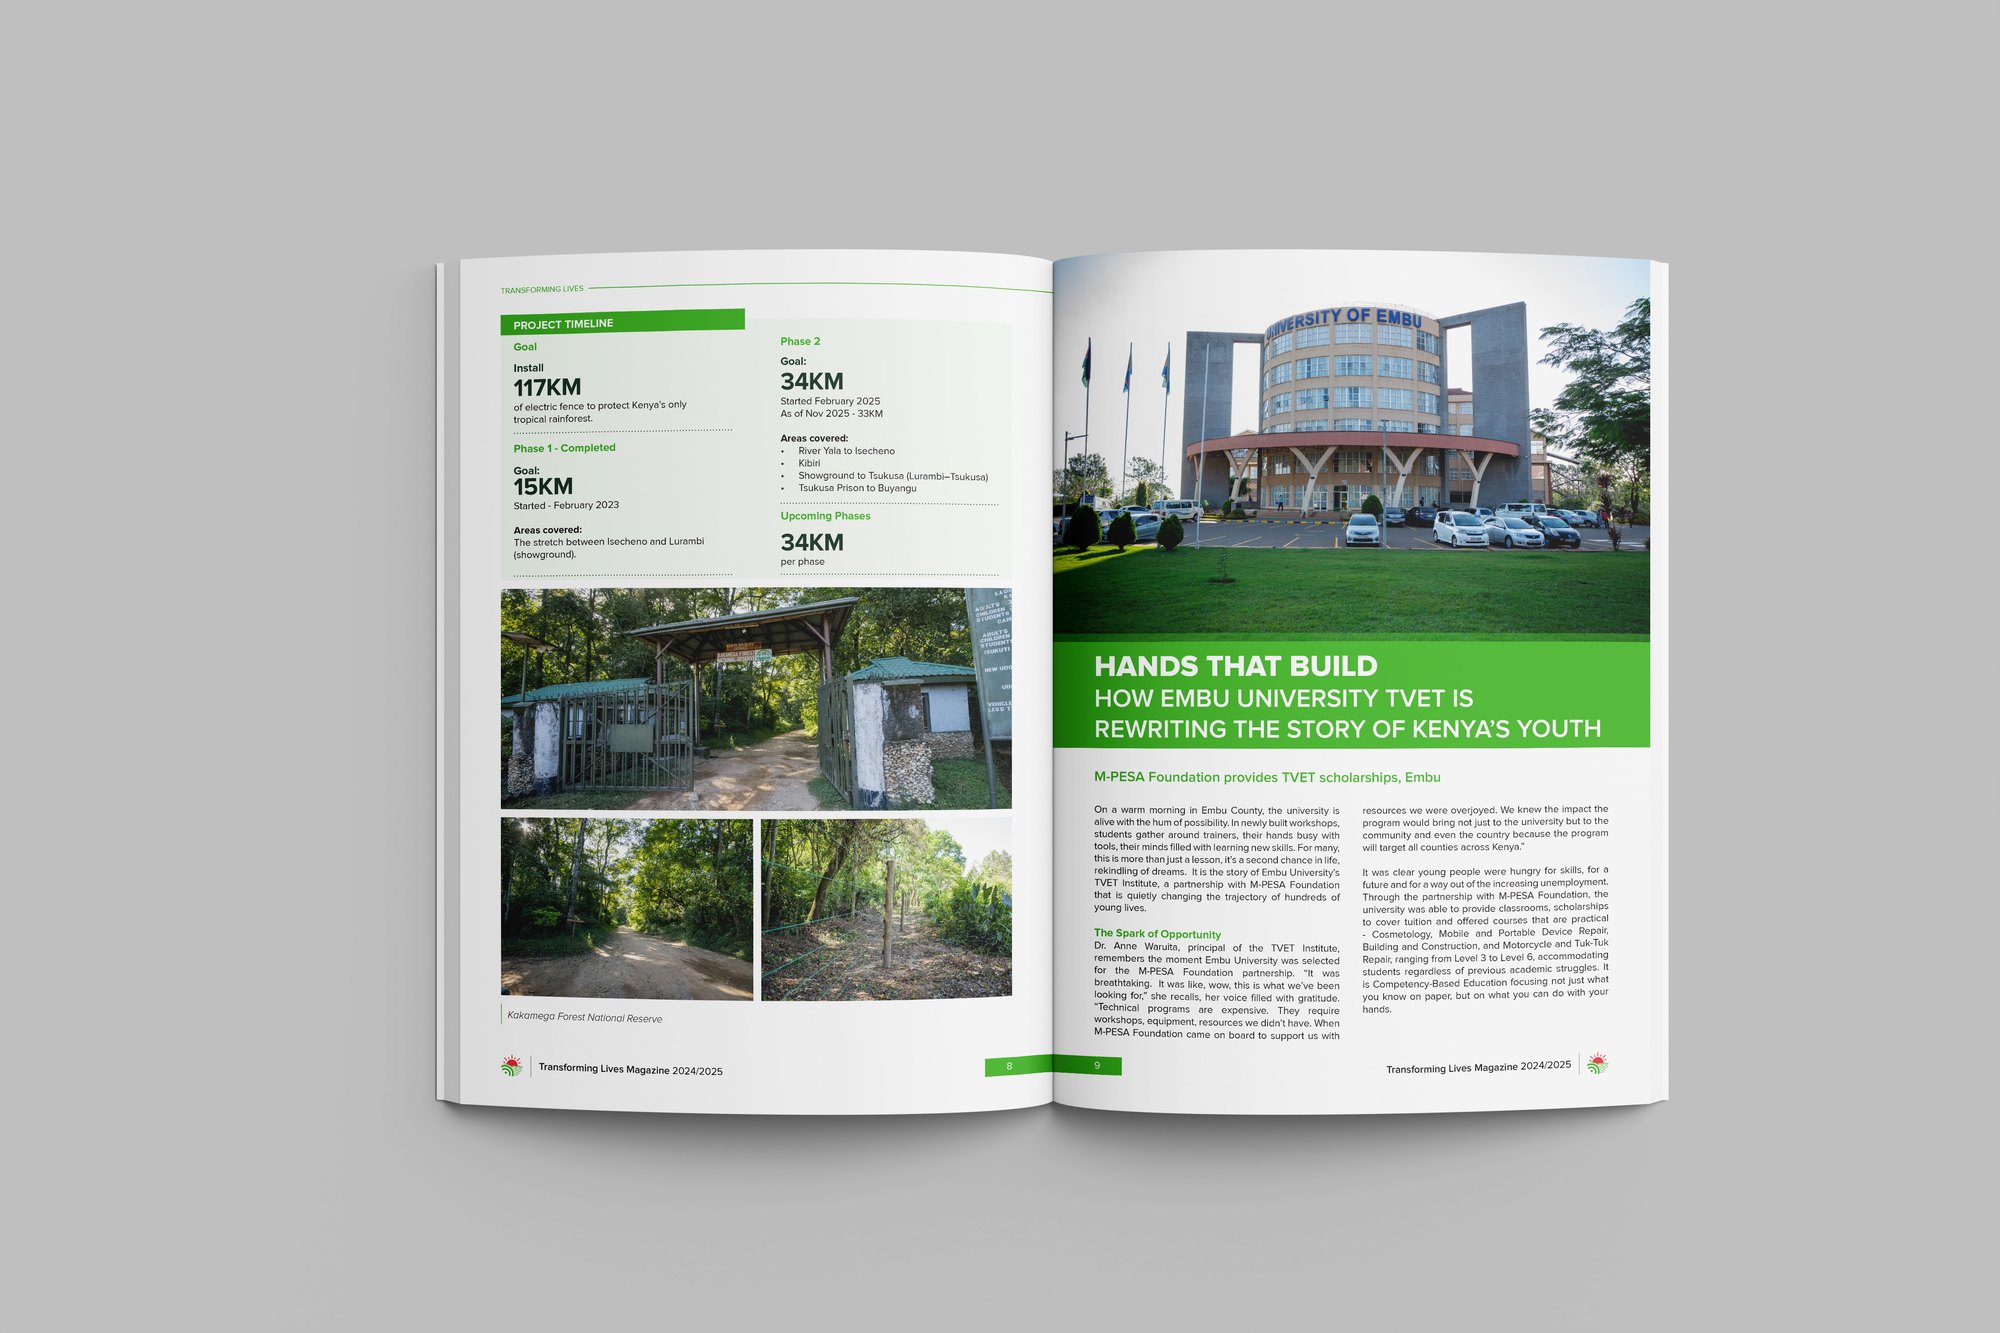 TRANSFORMING LIVES
PROJECT TIMELINE
Goal
Install
117KM
of electric fence to protect Kenya's only
tropical rainforest.
Phase 1 - Completed
Goal:
15KM
Started - February 2023
Areas covered:
The stretch between Isecheno and Lurambi
(showground).
Phase 2
Goal:
34KM
Started February 2025
As of Nov 2025 - 33KM
Areas covered:
• River Yala to Isecheno
• Kibiri
• Showground to Tsukusa (Lurambi–Tsukusa)
• Tsukusa Prison to Buyangu
Upcoming Phases
34KM
per phase
KAKAMEGA FOREST
NATIONAL RESERVE
ADULTS
CHILDREN
STUDENTS
ADULTS
CHILDREN
STUDENTS
Kakamega Forest National Reserve
Transforming Lives Magazine 2024/2025
8
UNIVERSITY OF EMBU
HANDS THAT BUILD
HOW EMBU UNIVERSITY TVET IS
REWRITING THE STORY OF KENYA'S YOUTH
M-PESA Foundation provides TVET scholarships, Embu
On a warm morning in Embu County, the university is
alive with the hum of possibility. In newly built workshops,
students gather around trainers, their hands busy with
tools, their minds filled with learning new skills. For many,
this is more than just a lesson, it's a second chance in life,
rekindling of dreams. It is the story of Embu University's
TVET Institute, a partnership with M-PESA Foundation
that is quietly changing the trajectory of hundreds of
young lives.
The Spark of Opportunity
Dr. Anne Waruita, principal of the TVET Institute,
remembers the moment Embu University was selected
for the M-PESA Foundation partnership. "It was
breathtaking. It was like, wow, this is what we've been
looking for," she recalls, her voice filled with gratitude.
"Technical programs are expensive. They require
workshops, equipment, resources we didn't have. When
M-PESA Foundation came on board to support us with
resources we were overjoyed. We knew the impact the
program would bring not just to the university but to the
community and even the country because the program
will target all counties across Kenya."
It was clear young people were hungry for skills, for a
future and for a way out of the increasing unemployment.
Through the partnership with M-PESA Foundation, the
university was able to provide classrooms, scholarships
to cover tuition and offered courses that are practical
- Cosmetology, Mobile and Portable Device Repair,
Building and Construction, and Motorcycle and Tuk-Tuk
Repair, ranging from Level 3 to Level 6, accommodating
students regardless of previous academic struggles. It
is Competency-Based Education focusing not just what
you know on paper, but on what you can do with your
hands.
9
Transforming Lives Magazine 2024/2025